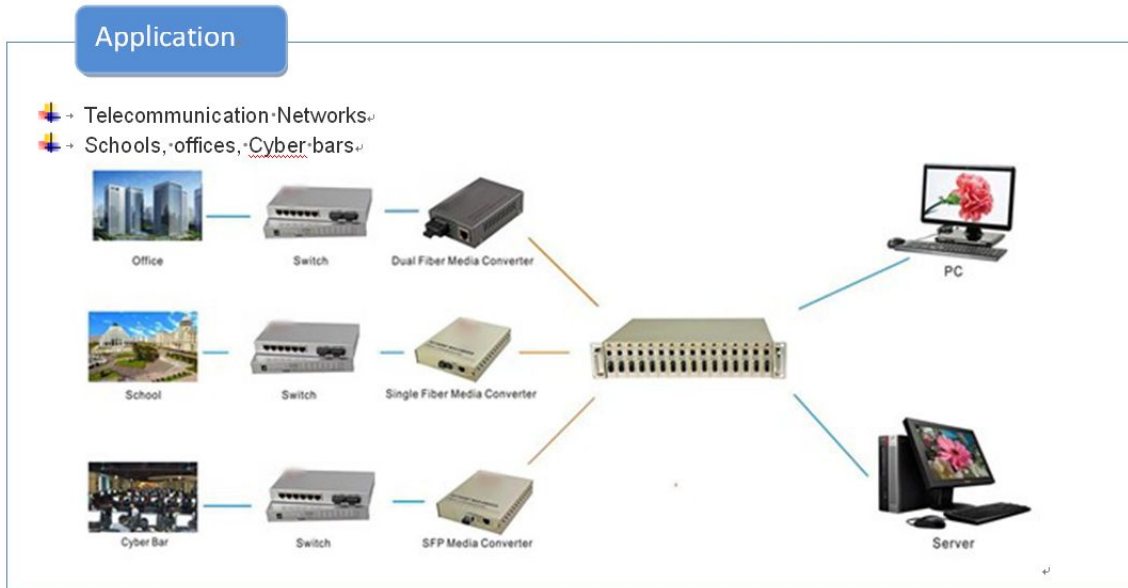 Application
Telecommunication Networks
Schools, offices, Cyber bars
Office
Switch
Dual Fiber Media Converter
PC
School
Switch
Single Fiber Media Converter
Cyber Bar
Switch
SFP Media Converter
Server